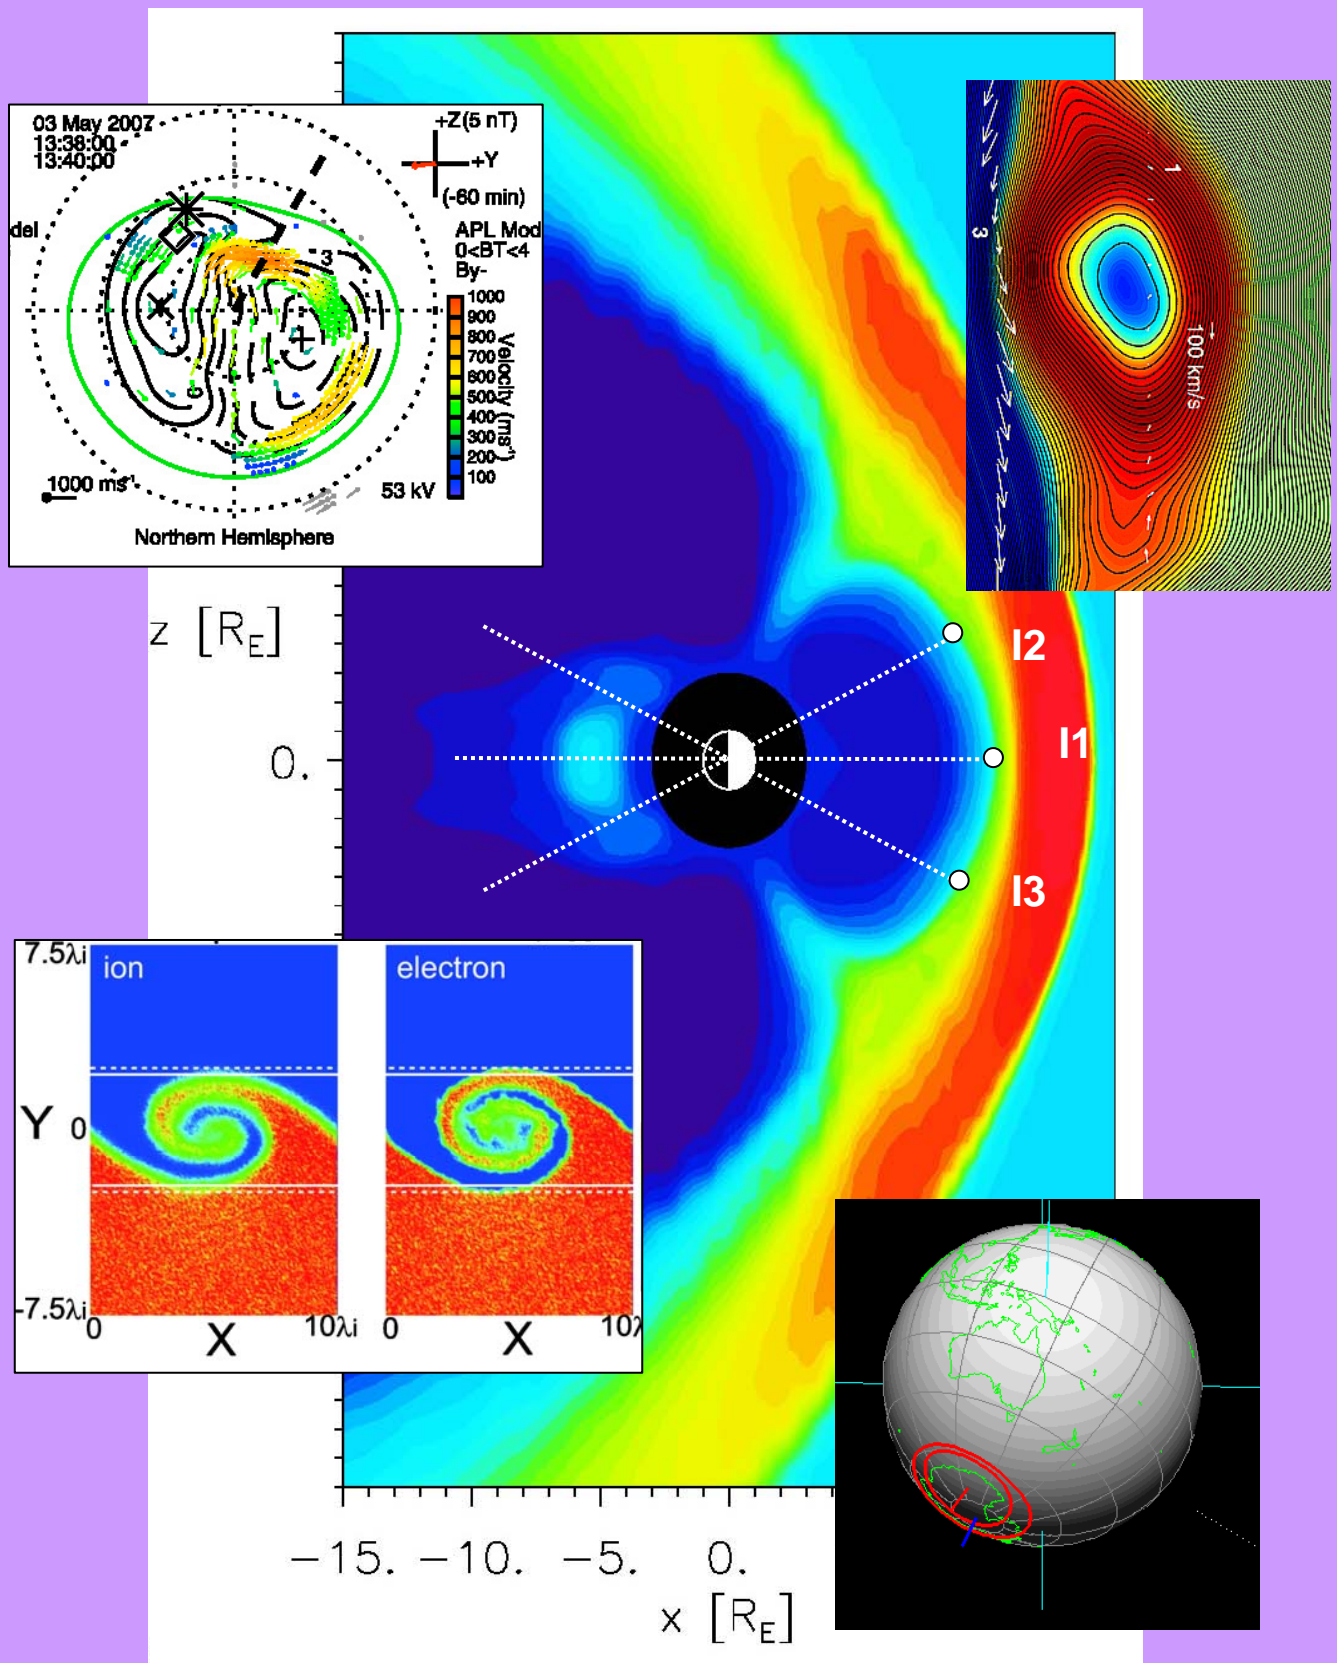 03 May 2007
13:38:00
13:40:00
+Z(5 nT)
+Y
(-60 min)
del
APL Mod
0<BT<4
By-
3
1000
900
800
700
600
500
400
300
200
100
Velocity (ms⁻¹)
1000 ms⁻¹
53 kV
Northern Hemisphere
1
3
100 km/s
z [R_E]
0.
I2
I1
I3
7.5λi
ion
electron
Y
0
-7.5λi
0
X
10λi
0
X
10λ
−15.
−10.
−5.
0.
x [R_E]